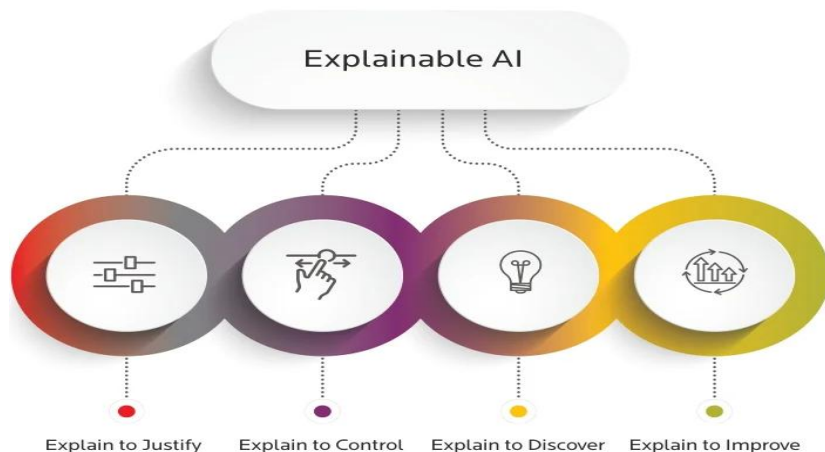 Explainable AI
Explain to Justify
Explain to Control
Explain to Discover
Explain to Improve